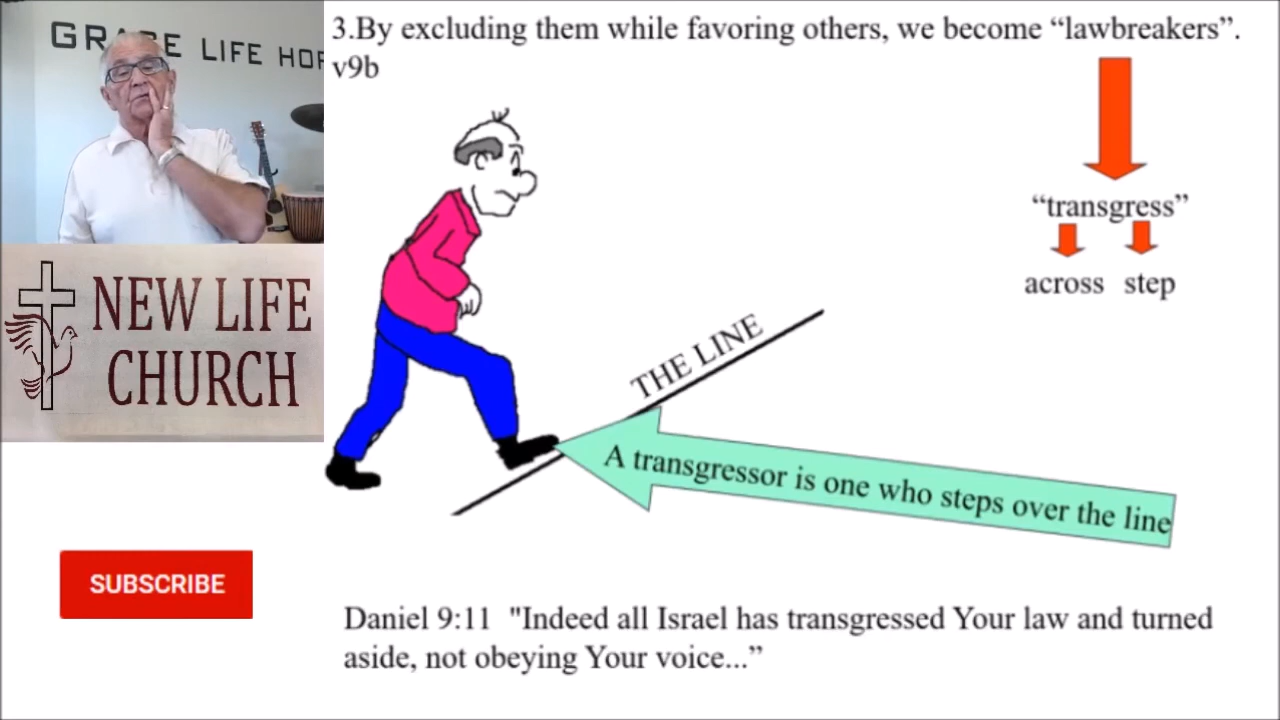 GRACE LIFE HOP
3.By excluding them while favoring others, we become “lawbreakers”.
v9b
“transgress”
across step
THE LINE
A transgressor is one who steps over the line
NEW LIFE
CHURCH
SUBSCRIBE
Daniel 9:11 "Indeed all Israel has transgressed Your law and turned
aside, not obeying Your voice...”